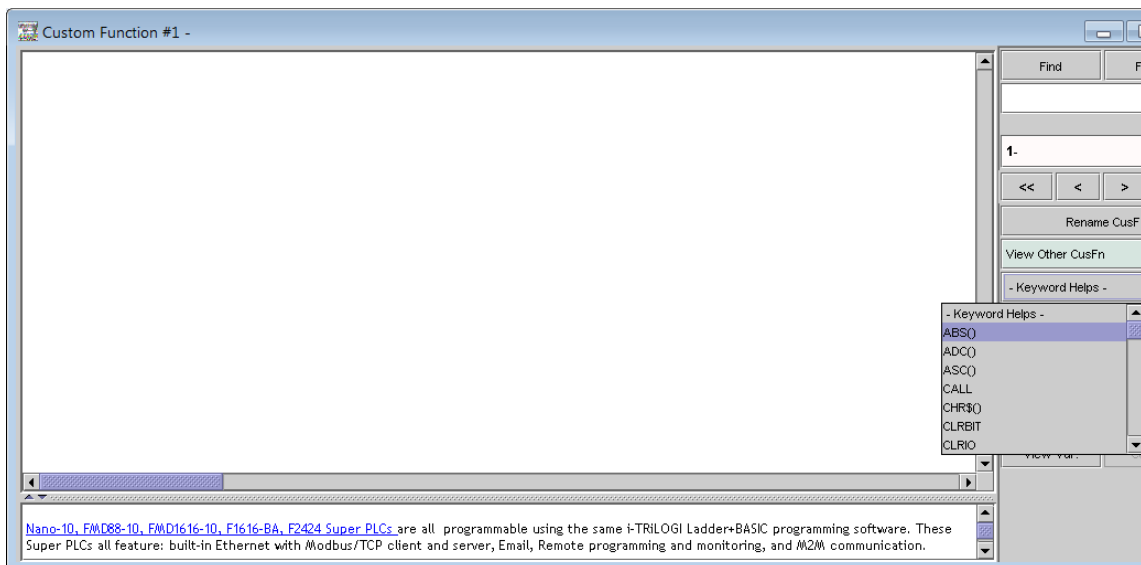 Custom Function #1 -
Find
F
1-
<<
<
>
Rename CusF
View Other CusFn
- Keyword Helps -
- Keyword Helps -
ABS()
ADC()
ASC()
CALL
CHR$()
CLRBIT
CLRIO
View Var.
Nano-10, FMD88-10, FMD1616-10, F1616-BA, F2424 Super PLCs are all programmable using the same i-TRiLOGI Ladder+BASIC programming software. These
Super PLCs all feature: built-in Ethernet with Modbus/TCP client and server, Email, Remote programming and monitoring, and M2M communication.